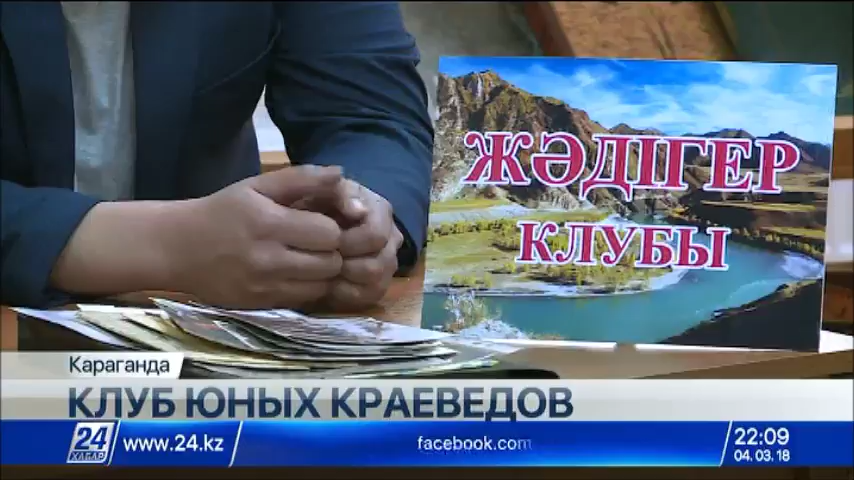 ЖӘДІГЕР
КЛУБЫ
Караганда
КЛУБ ЮНЫХ КРАЕВЕДОВ
24
ХАБАР
www.24.kz
facebook.com
22:09
04.03.18